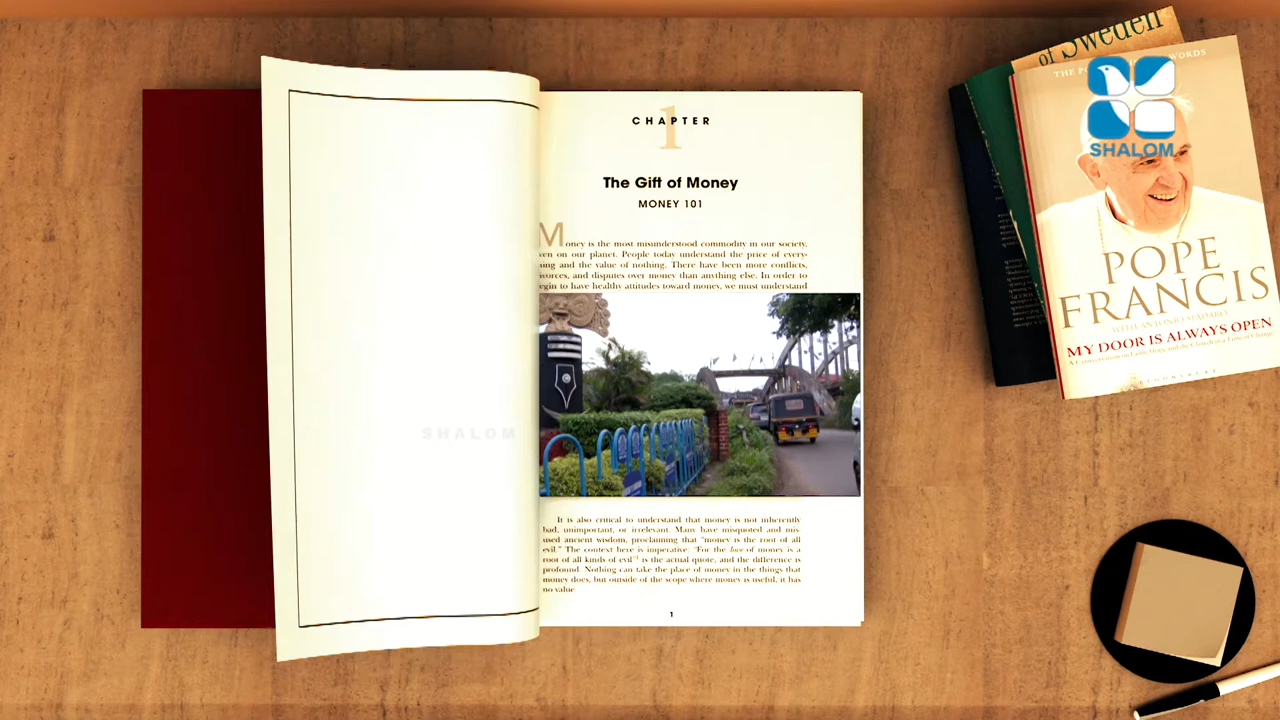 CHAPTER
1
The Gift of Money
MONEY 101
Money is the most misunderstood commodity in our society,
on our planet. People today understand the price of every-
and the value of nothing. There have been more conflicts,
and disputes over money than anything else. In order to
to have healthy attitudes toward money, we must understand
It is also critical to understand that money is not inherently
bad, unimportant, or irrelevant. Many have misquoted and mis-
used ancient wisdom, proclaiming that "money is the root of all
evil." The context here is imperative: "For the love of money is a
root of all kinds of evil"¹ is the actual quote, and the difference is
profound. Nothing can take the place of money in the things that
money does, but outside of the scope where money is useful, it has
no value
1
SHALOM
of Sweden
WORDS
SHALOM
POPE
FRANCIS
WITH ANTONIO SPADARO
MY DOOR IS ALWAYS OPEN
BLOOMSBURY